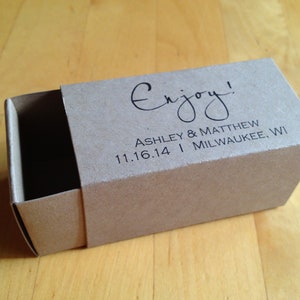 Enjoy!
Ashley & Matthew
11.16.14 | Milwaukee, WI